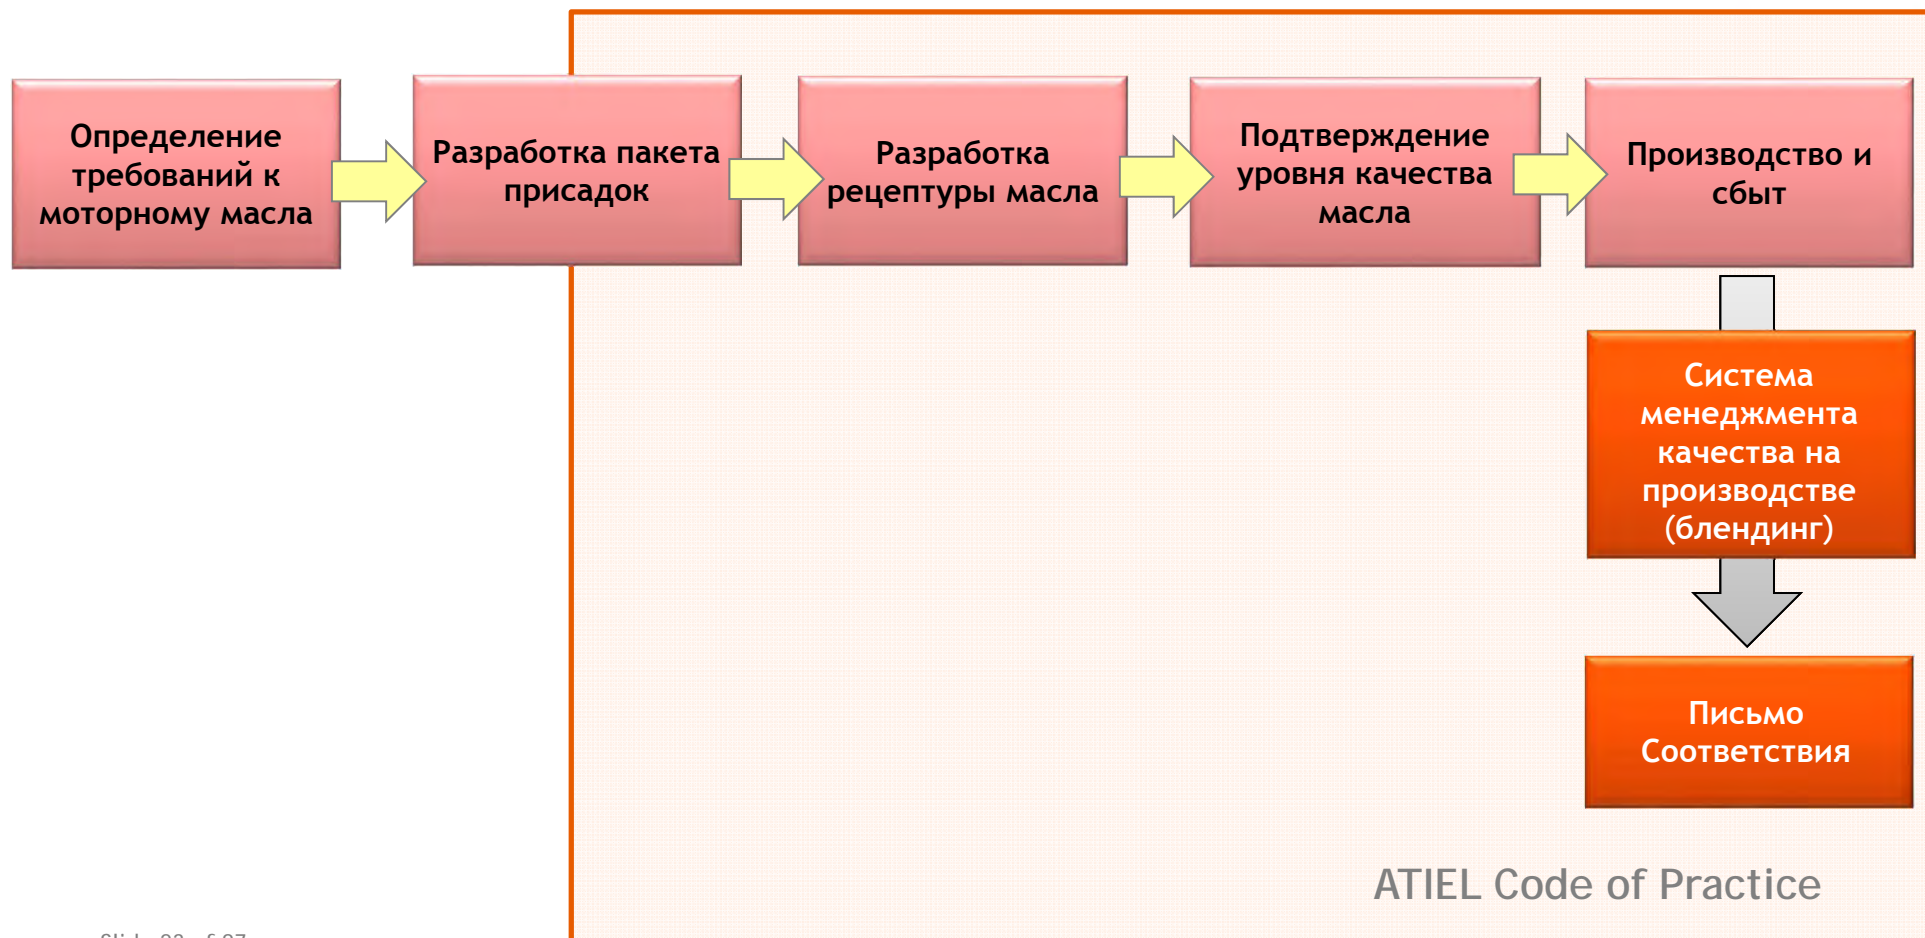 Определение
требований к
моторному масла
Разработка пакета
присадок
Разработка
рецептуры масла
Подтверждение
уровня качества
масла
Производство и
сбыт
Система
менеджмента
качества на
производстве
(блендинг)
Письмо
Соответствия
ATIEL Code of Practice